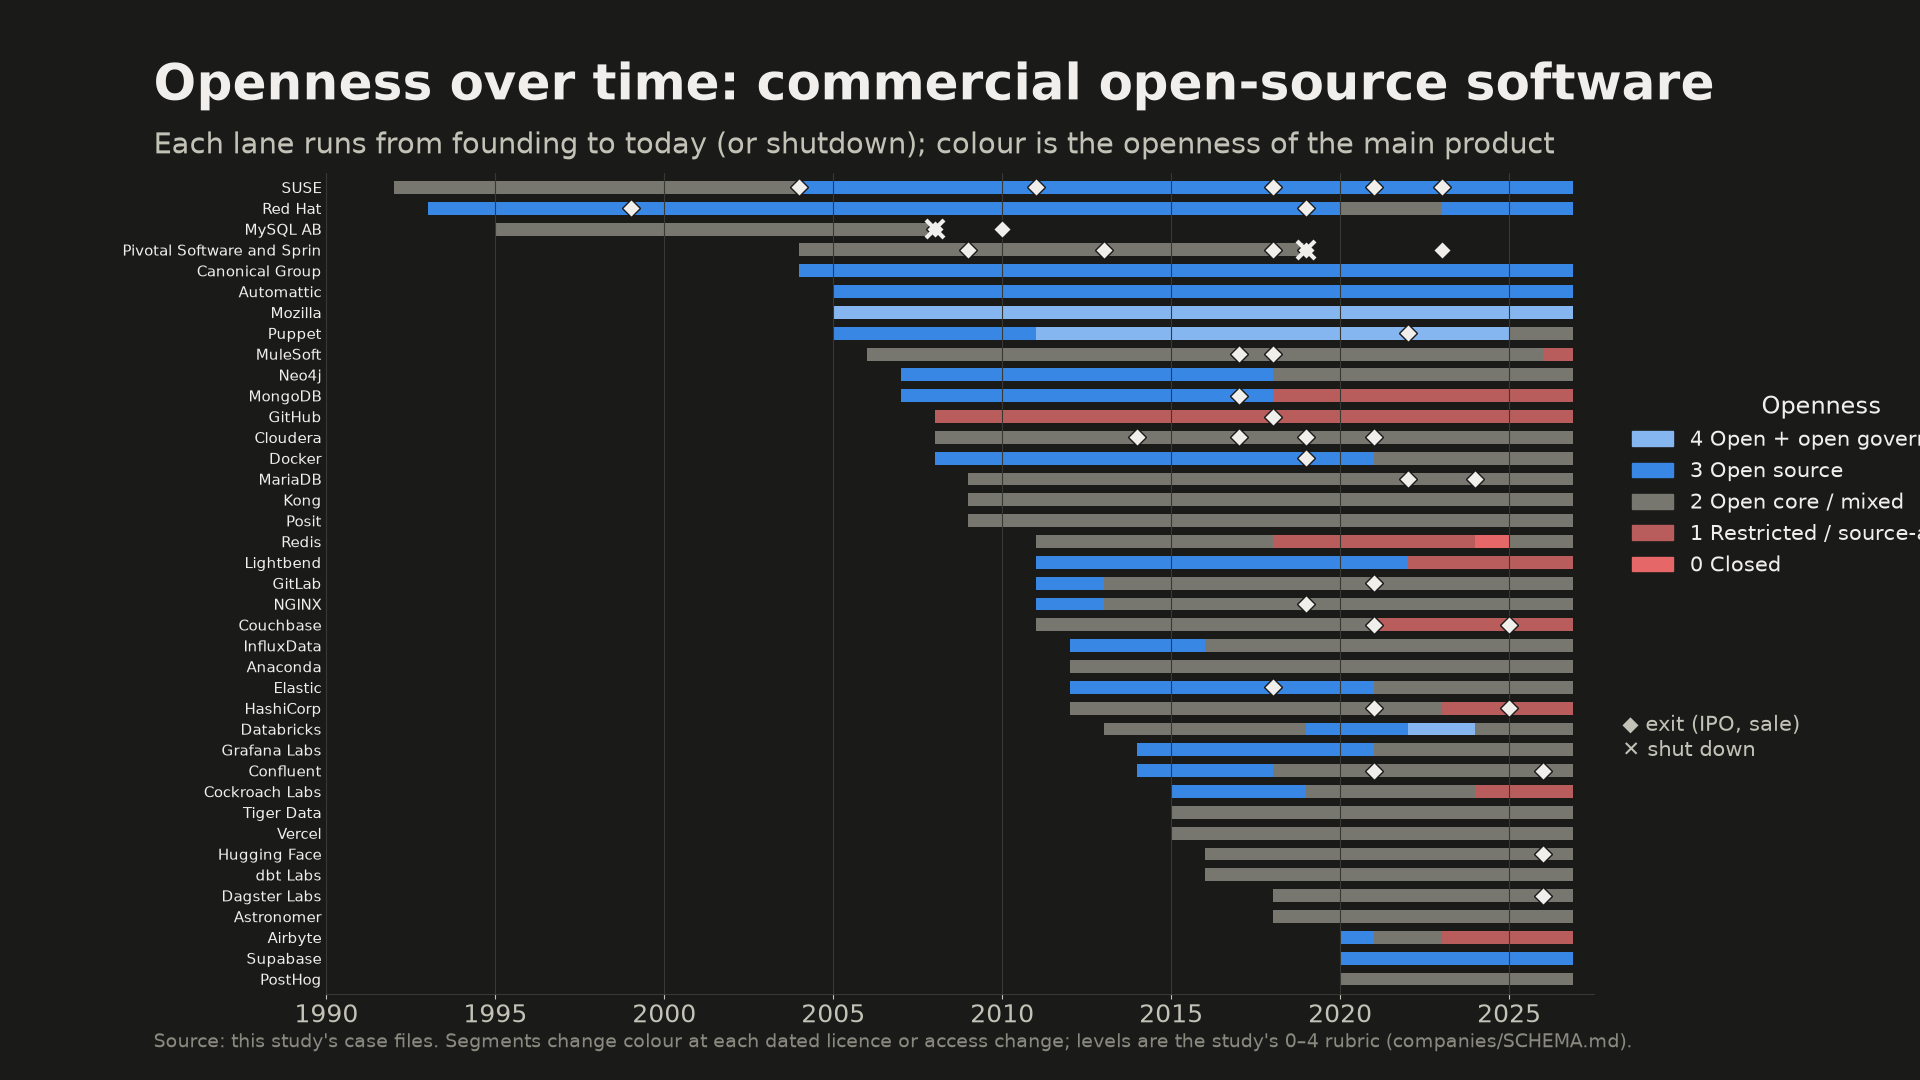 Openness over time: commercial open-source software
Each lane runs from founding to today (or shutdown); colour is the openness of the main product
SUSE
Red Hat
MySQL AB
Pivotal Software and Sprin
Canonical Group
Automattic
Mozilla
Puppet
MuleSoft
Neo4j
MongoDB
GitHub
Cloudera
Docker
MariaDB
Kong
Posit
Redis
Lightbend
GitLab
NGINX
Couchbase
InfluxData
Anaconda
Elastic
HashiCorp
Databricks
Grafana Labs
Confluent
Cockroach Labs
Tiger Data
Vercel
Hugging Face
dbt Labs
Dagster Labs
Astronomer
Airbyte
Supabase
PostHog
1990 1995 2000 2005 2010 2015 2020 2025
Openness
4 Open + open govern
3 Open source
2 Open core / mixed
1 Restricted / source-a
0 Closed
◆ exit (IPO, sale)
✕ shut down
Source: this study's case files. Segments change colour at each dated licence or access change; levels are the study's 0–4 rubric (companies/SCHEMA.md).